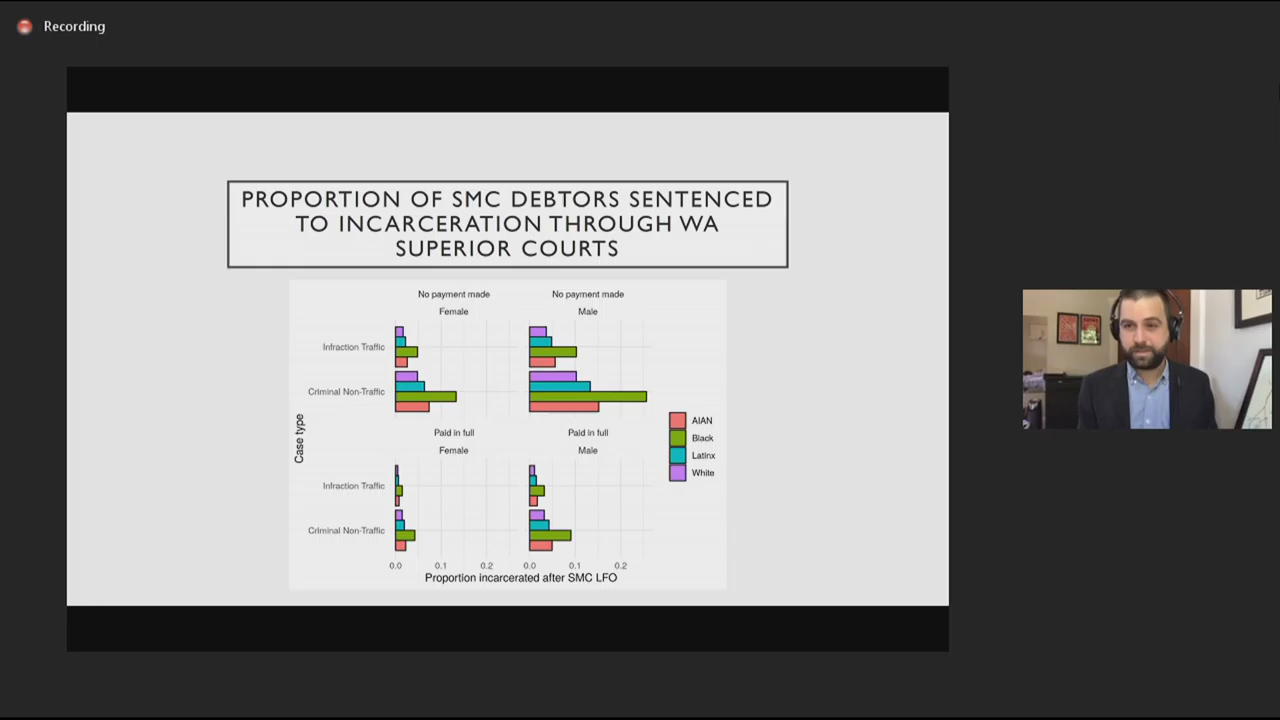 Recording
PROPORTION OF SMC DEBTORS SENTENCED
TO INCARCERATION THROUGH WA
SUPERIOR COURTS
No payment made
No payment made
Female
Male
Infraction Traffic
Criminal Non-Traffic
Case type
Paid in full
Paid in full
Female
Male
Infraction Traffic
Criminal Non-Traffic
0.0 0.1 0.2 0.0 0.1 0.2
Proportion incarcerated after SMC LFO
AIAN
Black
Latinx
White